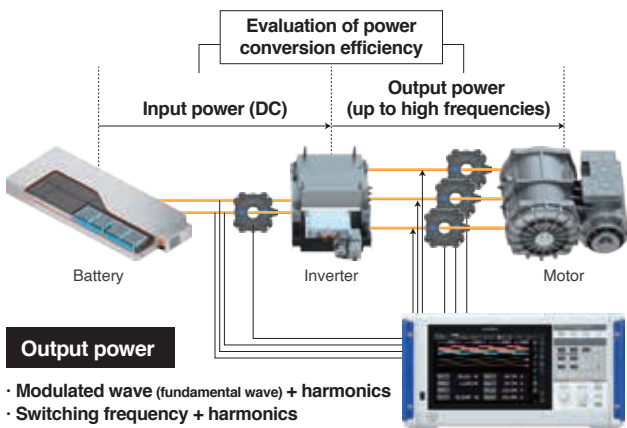 Evaluation of power
conversion efficiency
Input power (DC)
Output power
(up to high frequencies)
Battery
Inverter
Motor
Output power
· Modulated wave (fundamental wave) + harmonics
· Switching frequency + harmonics